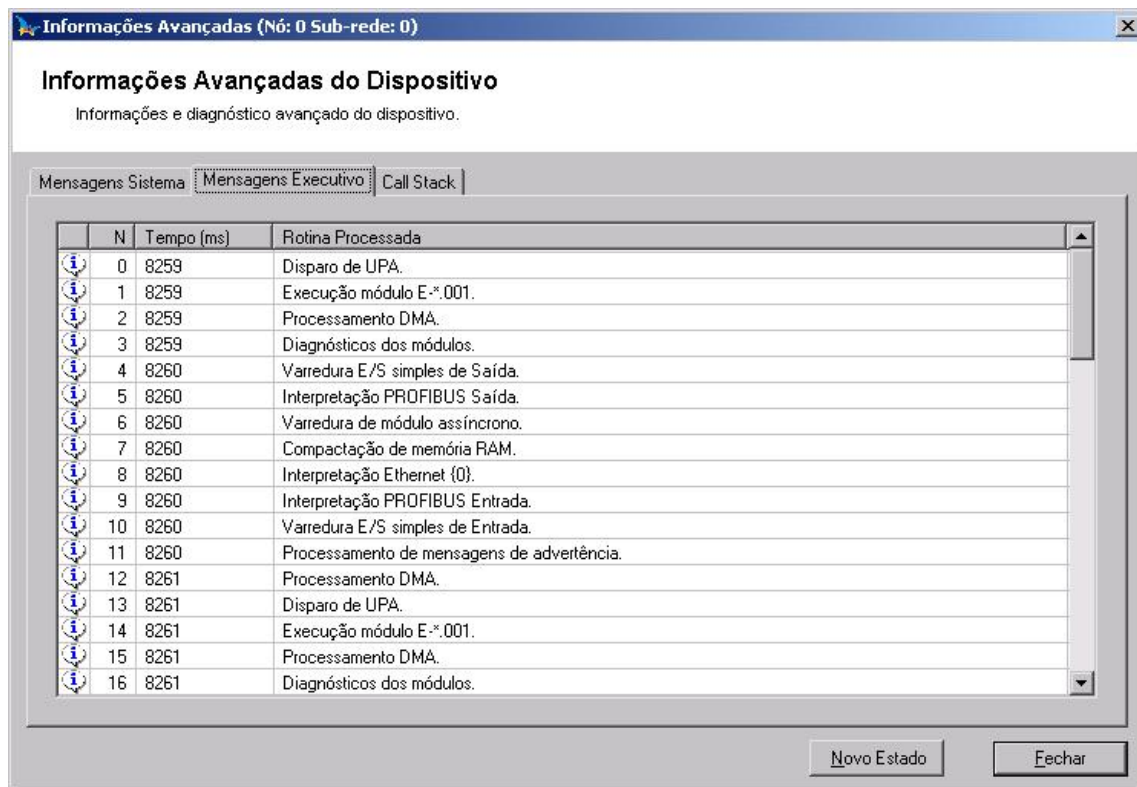 Informações Avançadas (Nó: 0 Sub-rede: 0)
Informações Avançadas do Dispositivo
Informações e diagnóstico avançado do dispositivo.
Mensagens Sistema Mensagens Executivo Call Stack
N Tempo (ms) Rotina Processada
0 8259 Disparo de UPA.
1 8259 Execução módulo E-*.001.
2 8259 Processamento DMA.
3 8259 Diagnósticos dos módulos.
4 8260 Varredura E/S simples de Saída.
5 8260 Interpretação PROFIBUS Saída.
6 8260 Varredura de módulo assíncrono.
7 8260 Compactação de memória RAM.
8 8260 Interpretação Ethernet {0}.
9 8260 Interpretação PROFIBUS Entrada.
10 8260 Varredura E/S simples de Entrada.
11 8260 Processamento de mensagens de advertência.
12 8261 Processamento DMA.
13 8261 Disparo de UPA.
14 8261 Execução módulo E-*.001.
15 8261 Processamento DMA.
16 8261 Diagnósticos dos módulos.
Novo Estado Fechar